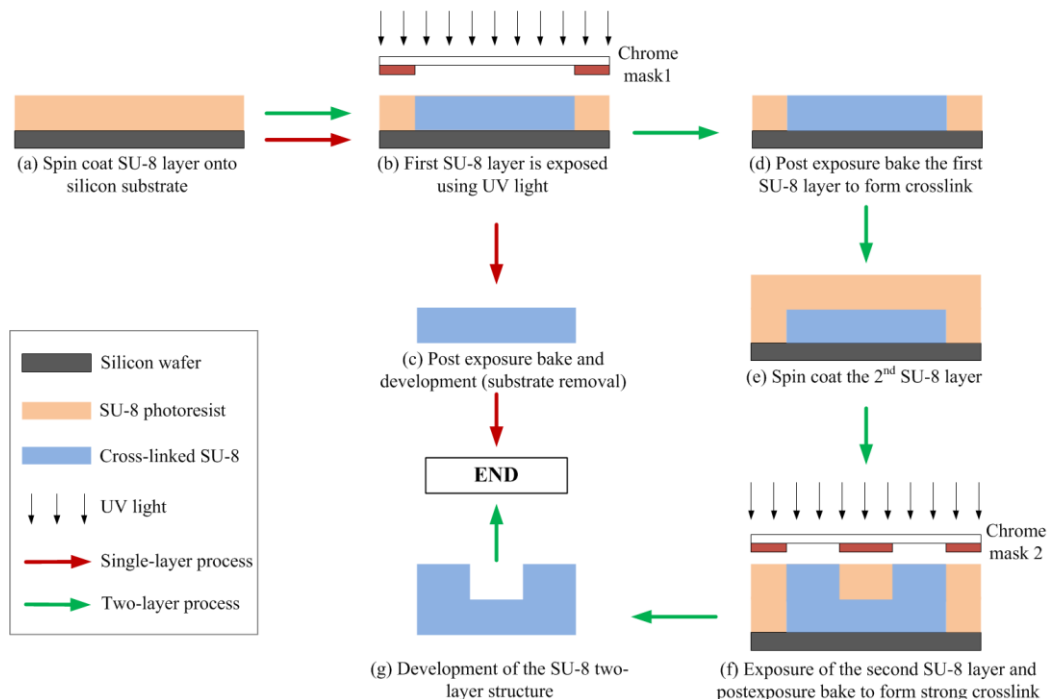 Chrome
mask1
(a) Spin coat SU-8 layer onto
silicon substrate
(b) First SU-8 layer is exposed
using UV light
(d) Post exposure bake the first
SU-8 layer to form crosslink
(c) Post exposure bake and
development (substrate removal)
(e) Spin coat the 2nd SU-8 layer
Silicon wafer
SU-8 photoresist
Cross-linked SU-8
UV light
Single-layer process
Two-layer process
END
Chrome
mask 2
(g) Development of the SU-8 two-
layer structure
(f) Exposure of the second SU-8 layer and
postexposure bake to form strong crosslink